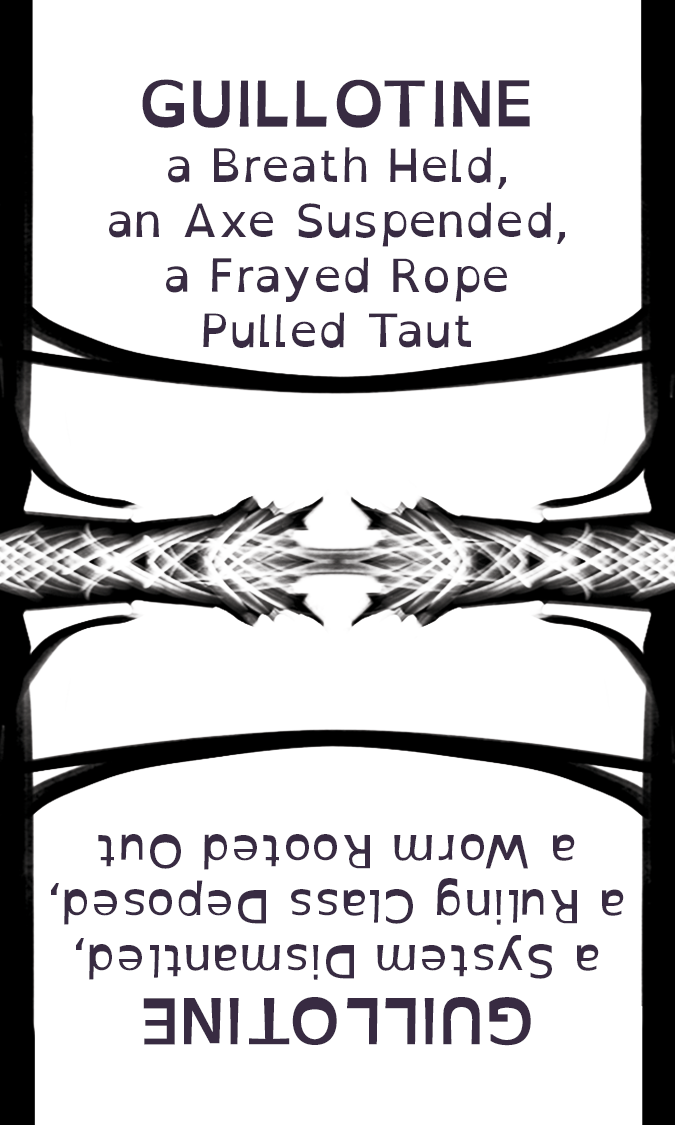 GUILLOTINE
a Breath Held,
an Axe Suspended,
a Frayed Rope
Pulled Taut
GUILLOTINE
a System Dismantled,
a Ruling Class Deposed,
a Worm Rooted Out